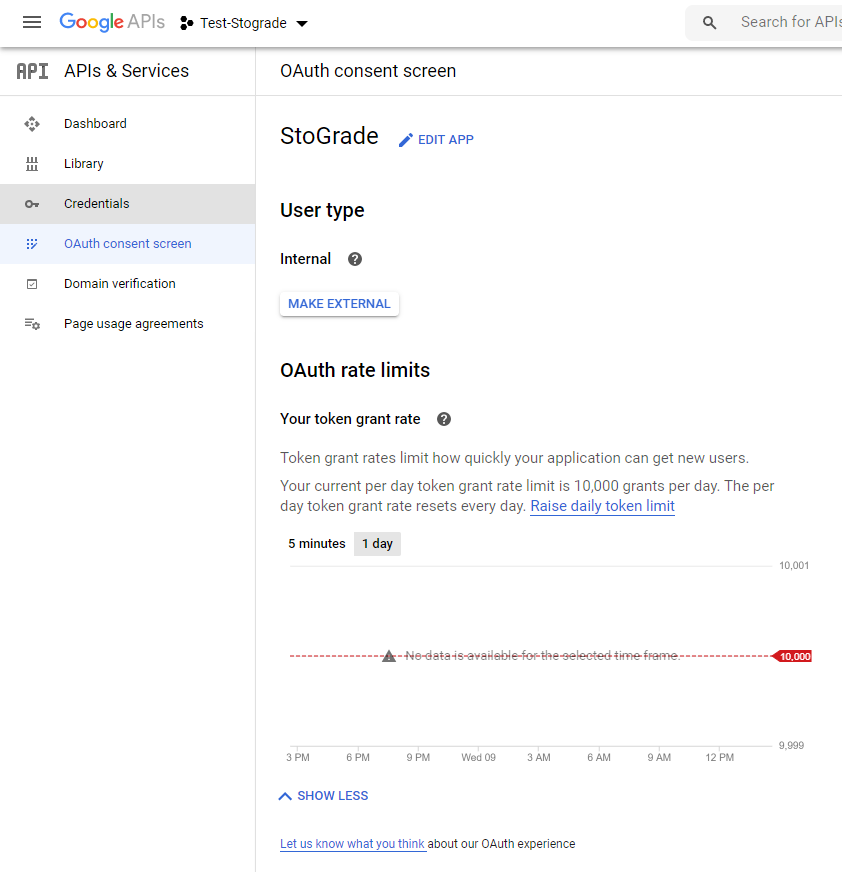 Google APIs
Test-Stograde
Search for APIs
API
APIs & Services
OAuth consent screen
Dashboard
Library
Credentials
OAuth consent screen
Domain verification
Page usage agreements
StoGrade
EDIT APP
User type
Internal
MAKE EXTERNAL
OAuth rate limits
Your token grant rate
Token grant rates limit how quickly your application can get new users.
Your current per day token grant rate limit is 10,000 grants per day. The per
day token grant rate resets every day. Raise daily token limit
5 minutes 1 day
10,001
No data is available for the selected time frame.
10,000
9,999
3 PM 6 PM 9 PM Wed 09 3 AM 6 AM 9 AM 12 PM
SHOW LESS
Let us know what you think about our OAuth experience